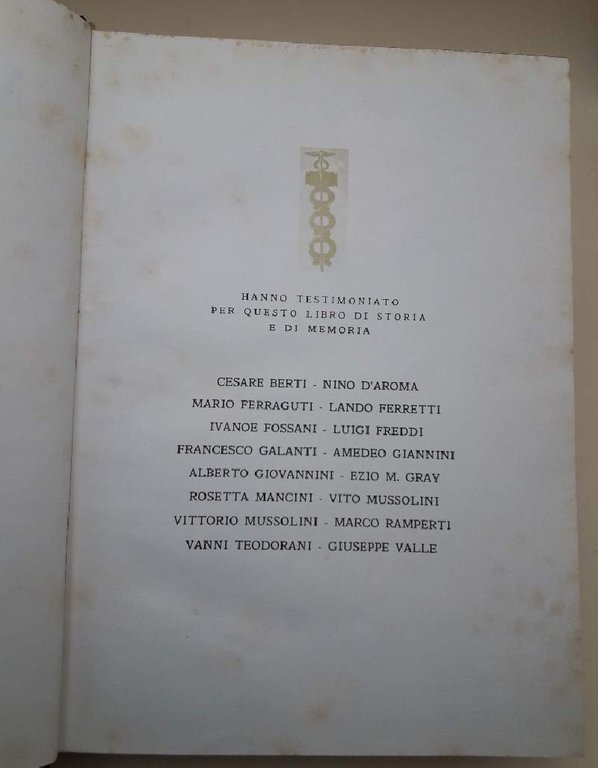 HANNO TESTIMONIATO
PER QUESTO LIBRO DI STORIA
E DI MEMORIA
CESARE BERTI - NINO D'AROMA
MARIO FERRAGUTI - LANDO FERRETTI
IVANOE FOSSANI - LUIGI FREDDI
FRANCESCO GALANTI - AMEDEO GIANNINI
ALBERTO GIOVANNINI - EZIO M. GRAY
ROSETTA MANCINI - VITO MUSSOLINI
VITTORIO MUSSOLINI - MARCO RAMPERTI
VANNI TEODORANI - GIUSEPPE VALLE